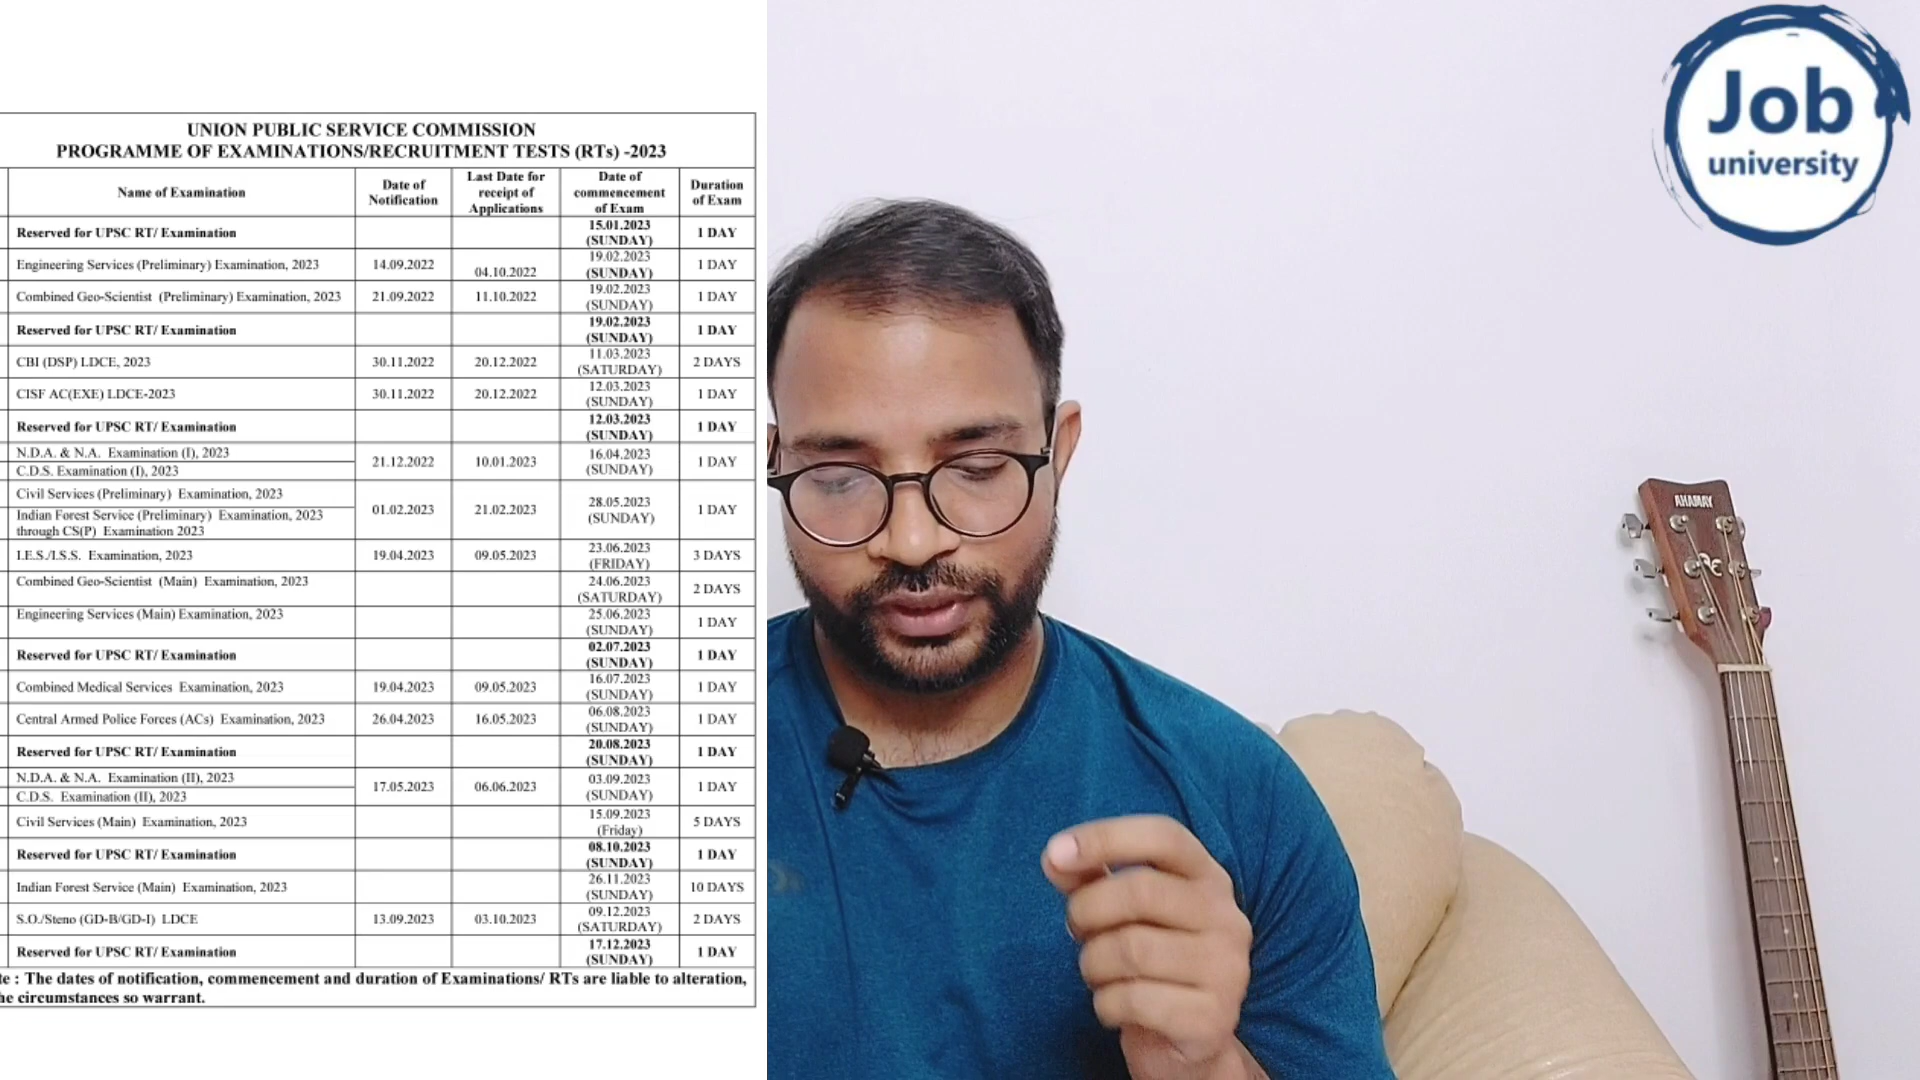 UNION PUBLIC SERVICE COMMISSION
PROGRAMME OF EXAMINATIONS/RECRUITMENT TESTS (RTs) -2023
Name of Examination
Date of
Notification
Last Date for
receipt of
Applications
Date of
commencement
of Exam
Duration
of Exam
Reserved for UPSC RT/ Examination
15.01.2023
(SUNDAY)
1 DAY
Engineering Services (Preliminary) Examination, 2023
14.09.2022
04.10.2022
19.02.2023
(SUNDAY)
1 DAY
Combined Geo-Scientist (Preliminary) Examination, 2023
21.09.2022
11.10.2022
19.02.2023
(SUNDAY)
1 DAY
Reserved for UPSC RT/ Examination
19.02.2023
(SUNDAY)
1 DAY
CBI (DSP) LDCE, 2023
30.11.2022
20.12.2022
11.03.2023
(SATURDAY)
2 DAYS
CISF AC(EXE) LDCE-2023
30.11.2022
20.12.2022
12.03.2023
(SUNDAY)
1 DAY
Reserved for UPSC RT/ Examination
12.03.2023
(SUNDAY)
1 DAY
N.D.A. & N.A. Examination (I), 2023
C.D.S. Examination (I), 2023
21.12.2022
10.01.2023
16.04.2023
(SUNDAY)
1 DAY
Civil Services (Preliminary) Examination, 2023
Indian Forest Service (Preliminary) Examination, 2023
through CS(P) Examination 2023
01.02.2023
21.02.2023
28.05.2023
(SUNDAY)
1 DAY
I.E.S./I.S.S. Examination, 2023
19.04.2023
09.05.2023
23.06.2023
(FRIDAY)
3 DAYS
Combined Geo-Scientist (Main) Examination, 2023
24.06.2023
(SATURDAY)
2 DAYS
Engineering Services (Main) Examination, 2023
25.06.2023
(SUNDAY)
1 DAY
Reserved for UPSC RT/ Examination
02.07.2023
(SUNDAY)
1 DAY
Combined Medical Services Examination, 2023
19.04.2023
09.05.2023
16.07.2023
(SUNDAY)
1 DAY
Central Armed Police Forces (ACs) Examination, 2023
26.04.2023
16.05.2023
06.08.2023
(SUNDAY)
1 DAY
Reserved for UPSC RT/ Examination
20.08.2023
(SUNDAY)
1 DAY
N.D.A. & N.A. Examination (II), 2023
C.D.S. Examination (II), 2023
17.05.2023
06.06.2023
03.09.2023
(SUNDAY)
1 DAY
Civil Services (Main) Examination, 2023
15.09.2023
(Friday)
5 DAYS
Reserved for UPSC RT/ Examination
08.10.2023
(SUNDAY)
1 DAY
Indian Forest Service (Main) Examination, 2023
26.11.2023
(SUNDAY)
10 DAYS
S.O./Steno (GD-B/GD-I) LDCE
13.09.2023
03.10.2023
09.12.2023
(SATURDAY)
2 DAYS
Reserved for UPSC RT/ Examination
17.12.2023
(SUNDAY)
1 DAY
te : The dates of notification, commencement and duration of Examinations/ RTs are liable to alteration,
he circumstances so warrant.
Job
university
AHAMAY